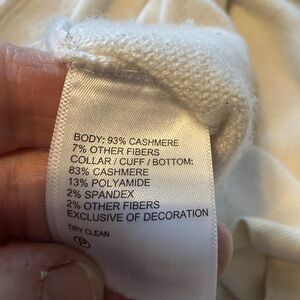 BODY: 93% CASHMERE
7% OTHER FIBERS
COLLAR / CUFF / BOTTOM:
83% CASHMERE
13% POLYAMIDE
2% SPANDEX
2% OTHER FIBERS
EXCLUSIVE OF DECORATION
DRY CLEAN
P